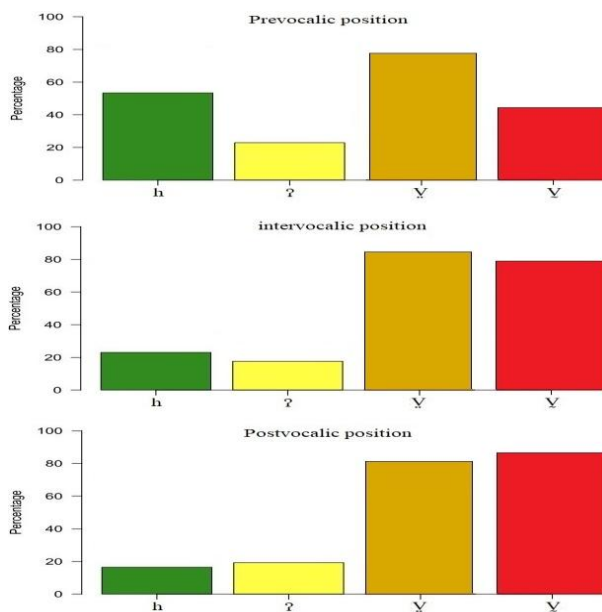 Prevocalic position
Percentage
100
80
60
40
20
0
h ʔ V̤ V̰
intervocalic position
Percentage
100
80
60
40
20
0
h ʔ V̤ V̰
Postvocalic position
Percentage
100
80
60
40
20
0
h ʔ V̤ V̰